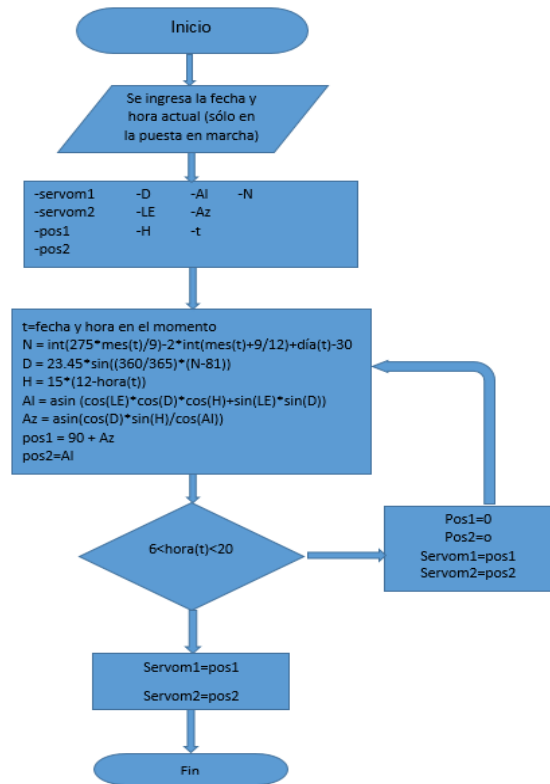 Inicio
Se ingresa la fecha y
hora actual (sólo en
la puesta en marcha)
-servom1 -D -Al -N
-servom2 -LE -Az
-pos1 -H -t
-pos2
t=fecha y hora en el momento
N = int(275*mes(t)/9)-2*int(mes(t)+9/12)+día(t)-30
D = 23.45*sin((360/365)*(N-81))
H = 15*(12-hora(t))
Al = asin (cos(LE)*cos(D)*cos(H)+sin(LE)*sin(D))
Az = asin(cos(D)*sin(H)/cos(Al))
pos1 = 90 + Az
pos2=Al
6<hora(t)<20
Pos1=0
Pos2=o
Servom1=pos1
Servom2=pos2
Servom1=pos1
Servom2=pos2
Fin